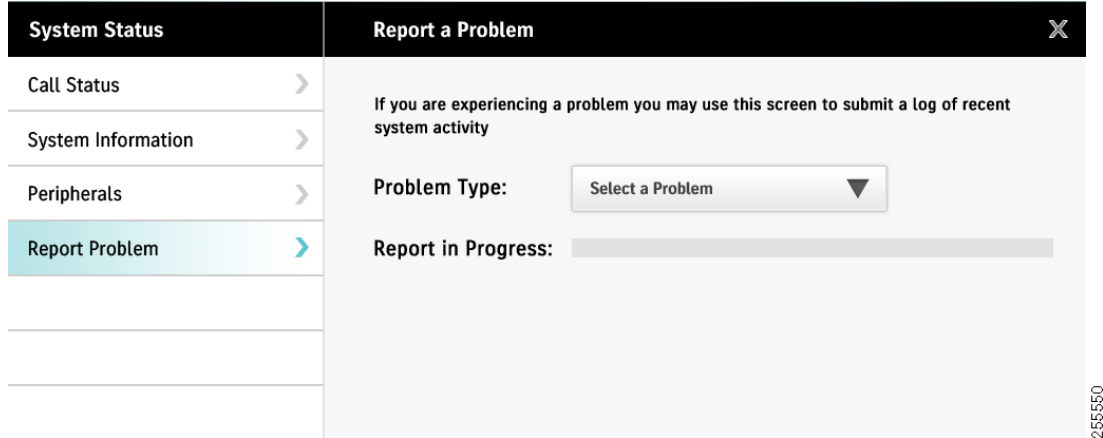 System Status
Call Status
System Information
Peripherals
Report Problem
Report a Problem
X
If you are experiencing a problem you may use this screen to submit a log of recent
system activity
Problem Type:
Select a Problem
Report in Progress:
255550